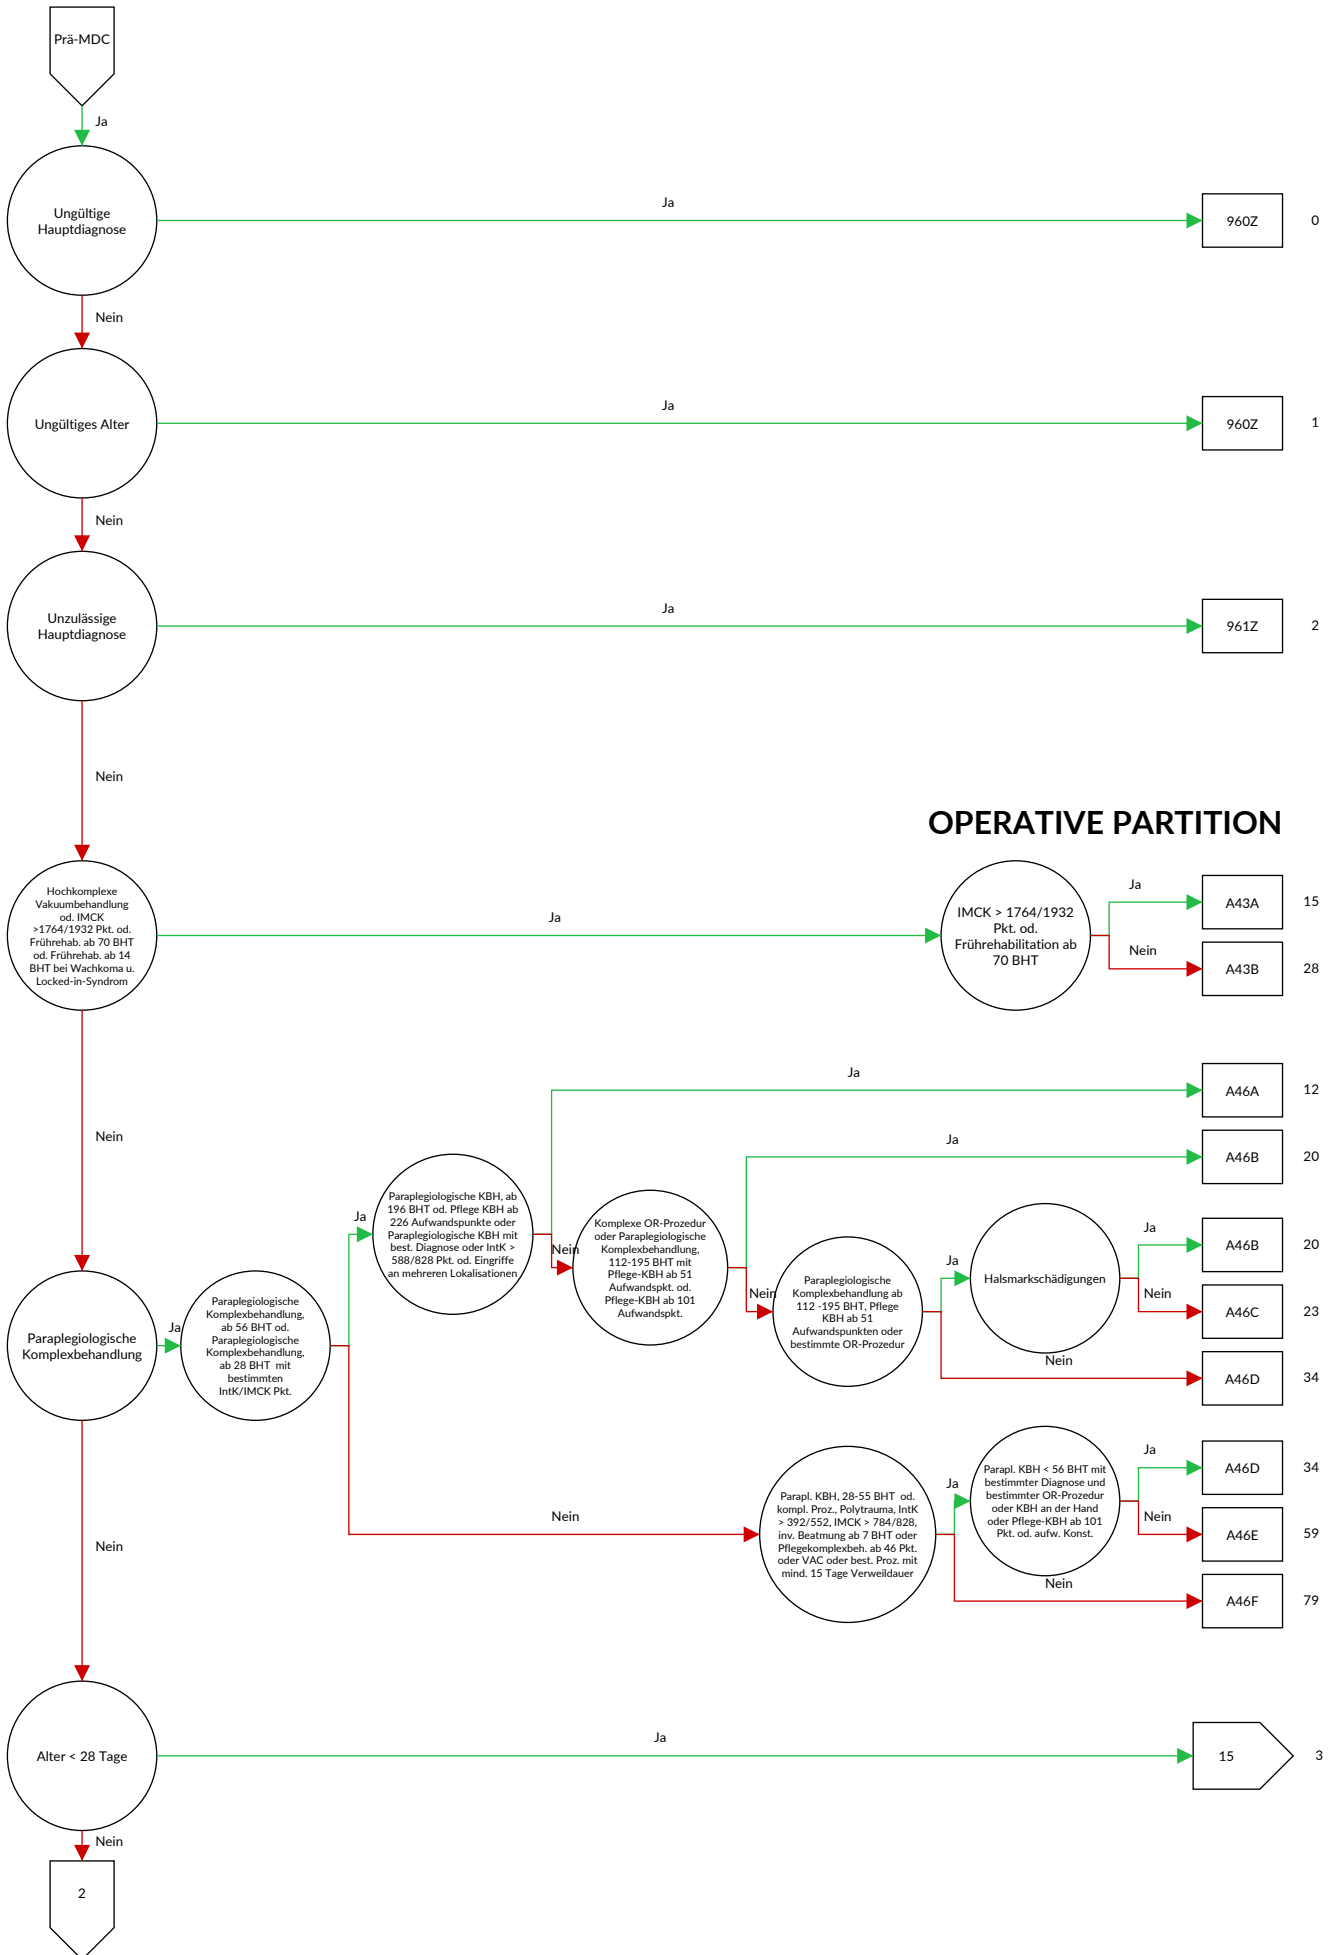 Prä-MDC
Ja
Ungültige
Hauptdiagnose
Ja
960Z
0
Nein
Ungültiges Alter
Ja
960Z
1
Nein
Unzulässige
Hauptdiagnose
Ja
961Z
2
Nein
OPERATIVE PARTITION
Hochkomplexe
Vakuumbehandlung
od. IMCK
>1764/1932 Pkt. od.
Frührehab. ab 70 BHT
od. Frührehab. ab 14
BHT bei Wachkoma u.
Locked-in-Syndrom
Ja
IMCK > 1764/1932
Pkt. od.
Frührehabilitation ab
70 BHT
Ja
A43A
15
Nein
A43B
28
Nein
Paraplegiologische
Komplexbehandlung
Ja
Paraplegiologische
Komplexbehandlung,
ab 56 BHT od.
Paraplegiologische
Komplexbehandlung,
ab 28 BHT mit
bestimmten
IntK/IMCK Pkt.
Ja
Paraplegiologische KBH, ab
196 BHT od. Pflege KBH ab
226 Aufwandspunkte oder
Paraplegiologische KBH mit
best. Diagnose oder IntK >
588/828 Pkt. od. Eingriffe
an mehreren Lokalisationen
Ja
A46A
12
Nein
Komplexe OR-Prozedur
oder Paraplegiologische
Komplexbehandlung,
112-195 BHT mit
Pflege-KBH ab 51
Aufwandspkt. od.
Pflege-KBH ab 101
Aufwandspkt.
Ja
A46B
20
Nein
Paraplegiologische
Komplexbehandlung ab
112 -195 BHT, Pflege
KBH ab 51
Aufwandspunkten oder
bestimmte OR-Prozedur
Ja
Halsmarkschädigungen
Ja
A46B
20
Nein
A46C
23
Nein
A46D
34
Nein
Parapl. KBH, 28-55 BHT od.
kompl. Proz., Polytrauma, IntK
> 392/552, IMCK > 784/828,
inv. Beatmung ab 7 BHT oder
Pflegekomplexbeh. ab 46 Pkt.
oder VAC oder best. Proz. mit
mind. 15 Tage Verweildauer
Ja
Parapl. KBH < 56 BHT mit
bestimmter Diagnose und
bestimmter OR-Prozedur
oder KBH an der Hand
oder Pflege-KBH ab 101
Pkt. od. aufw. Konst.
Ja
A46D
34
Nein
A46E
59
Nein
A46F
79
Nein
Alter < 28 Tage
Ja
15
3
Nein
2